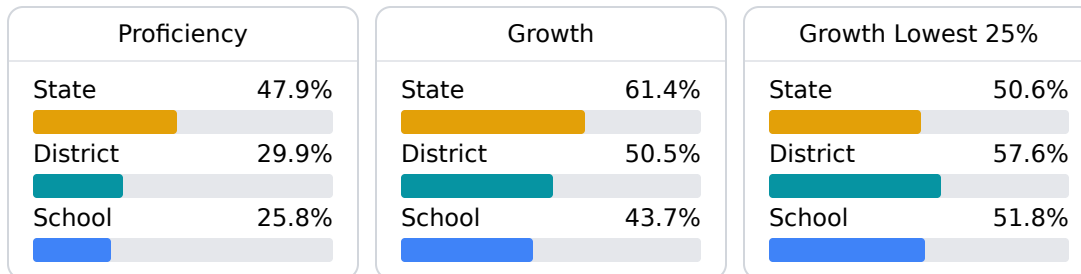 Proficiency
State 47.9%
District 29.9%
School 25.8%
Growth
State 61.4%
District 50.5%
School 43.7%
Growth Lowest 25%
State 50.6%
District 57.6%
School 51.8%